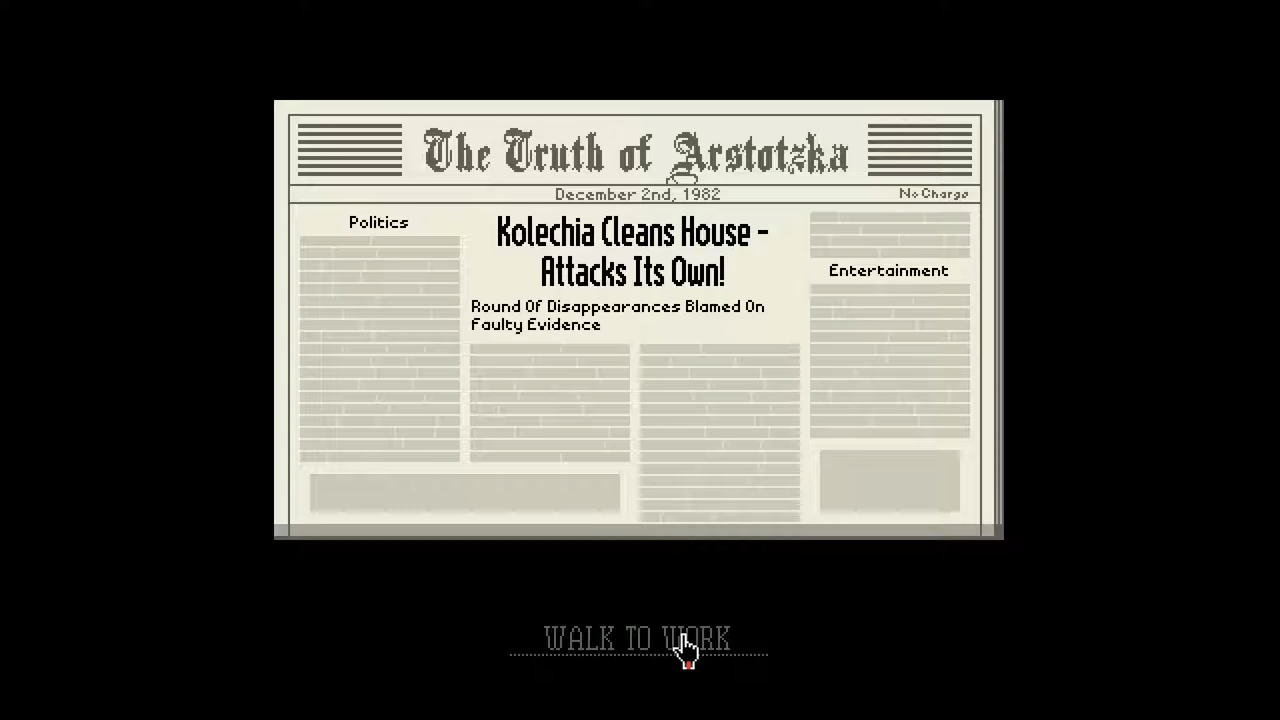 The Truth of Arstotzka
December 2nd, 1982
No Charge
Politics
Kolechia Cleans House -
Attacks Its Own!
Round Of Disappearances Blamed On
Faulty Evidence
Entertainment
WALK TO WORK